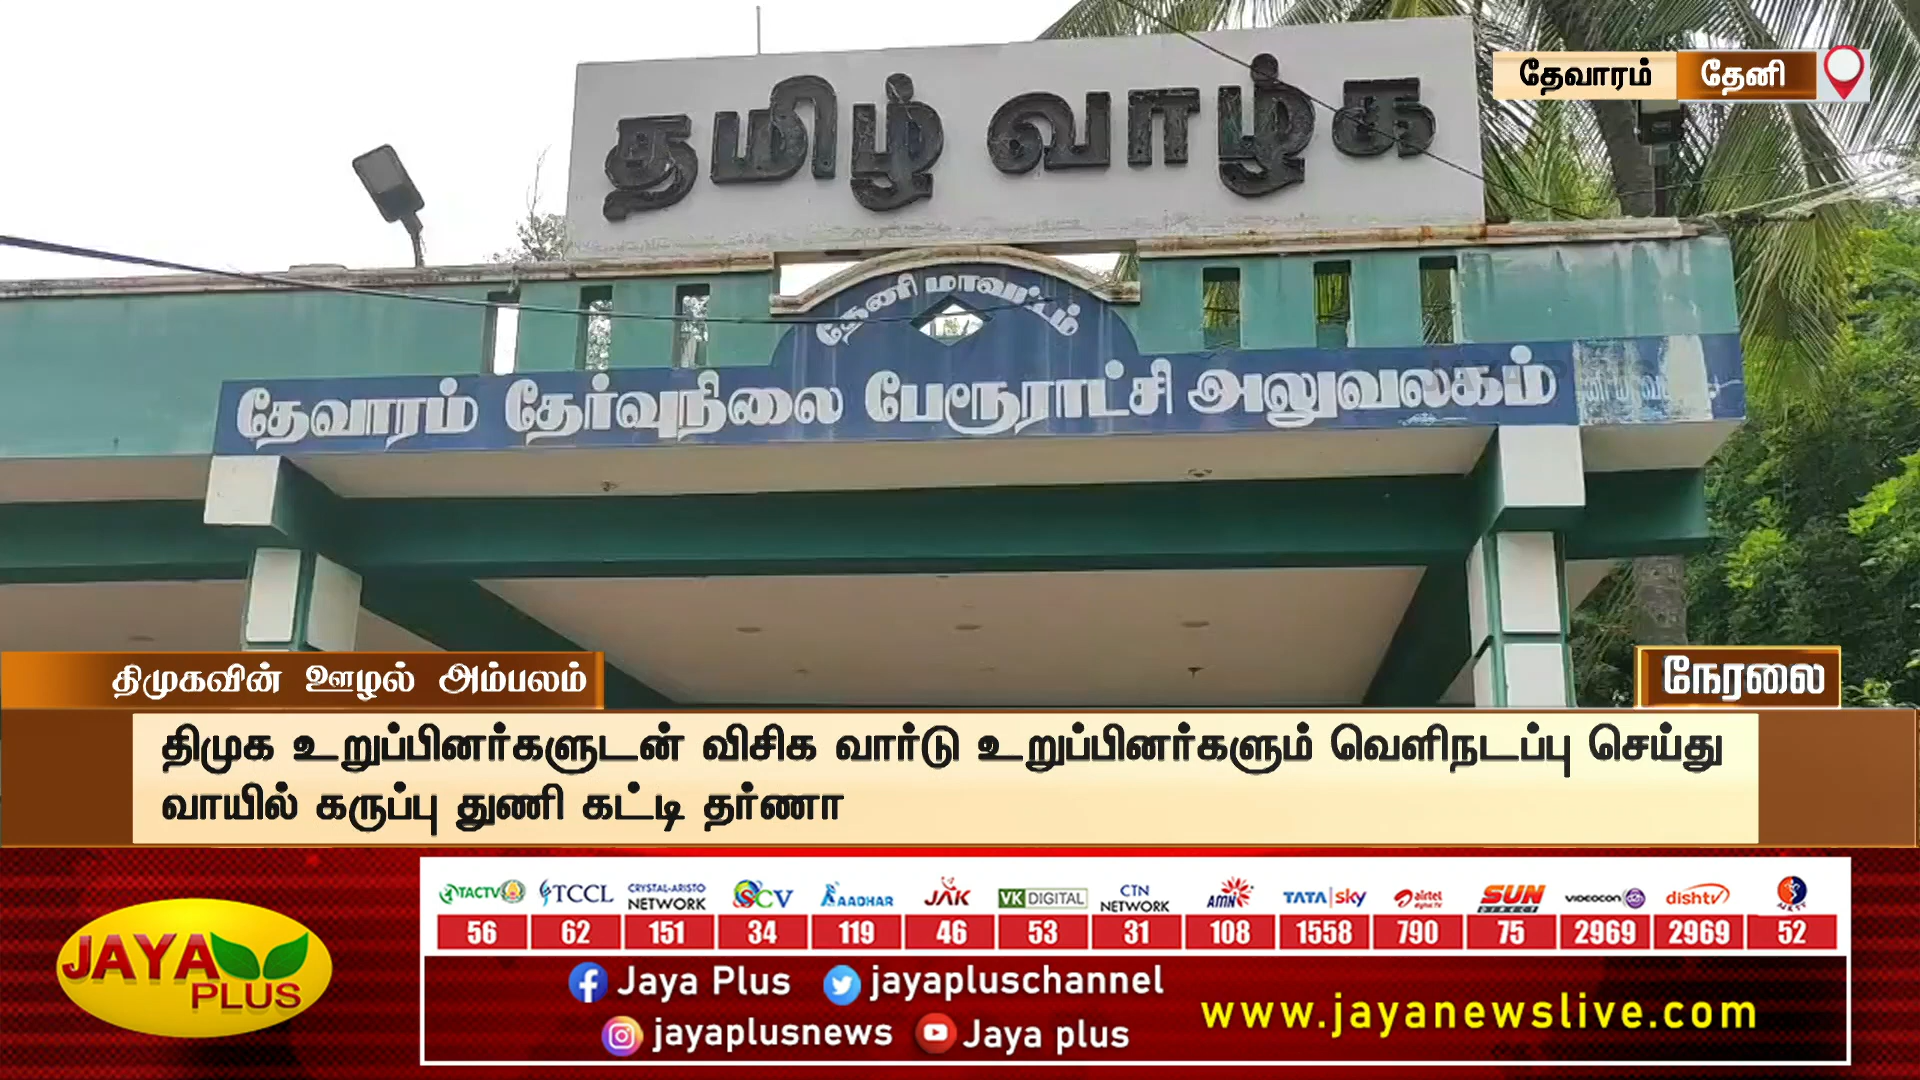 தமிழ் வாழ்க
தேவாரம் தேனி
தேனி மாவட்டம்
தேவாரம் தேர்வுநிலை பேரூராட்சி அலுவலகம்
திமுகவின் ஊழல் அம்பலம்
நேரலை
திமுக உறுப்பினர்களுடன் விசிக வார்டு உறுப்பினர்களும் வெளிநடப்பு செய்து
வாயில் கருப்பு துணி கட்டி தர்ணா
TACTV TCCL CRYSTAL-ARISTO NETWORK SCV AADHAR JAK VK DIGITAL CTN NETWORK AMN TATA sky airtel digital TV SUN DIRECT VIDEOCON dishtv
56 62 151 34 119 46 53 31 108 1558 790 75 2969 2969 52
JAYA PLUS
Jaya Plus jayapluschannel
jayaplusnews Jaya plus
www.jayanewslive.com